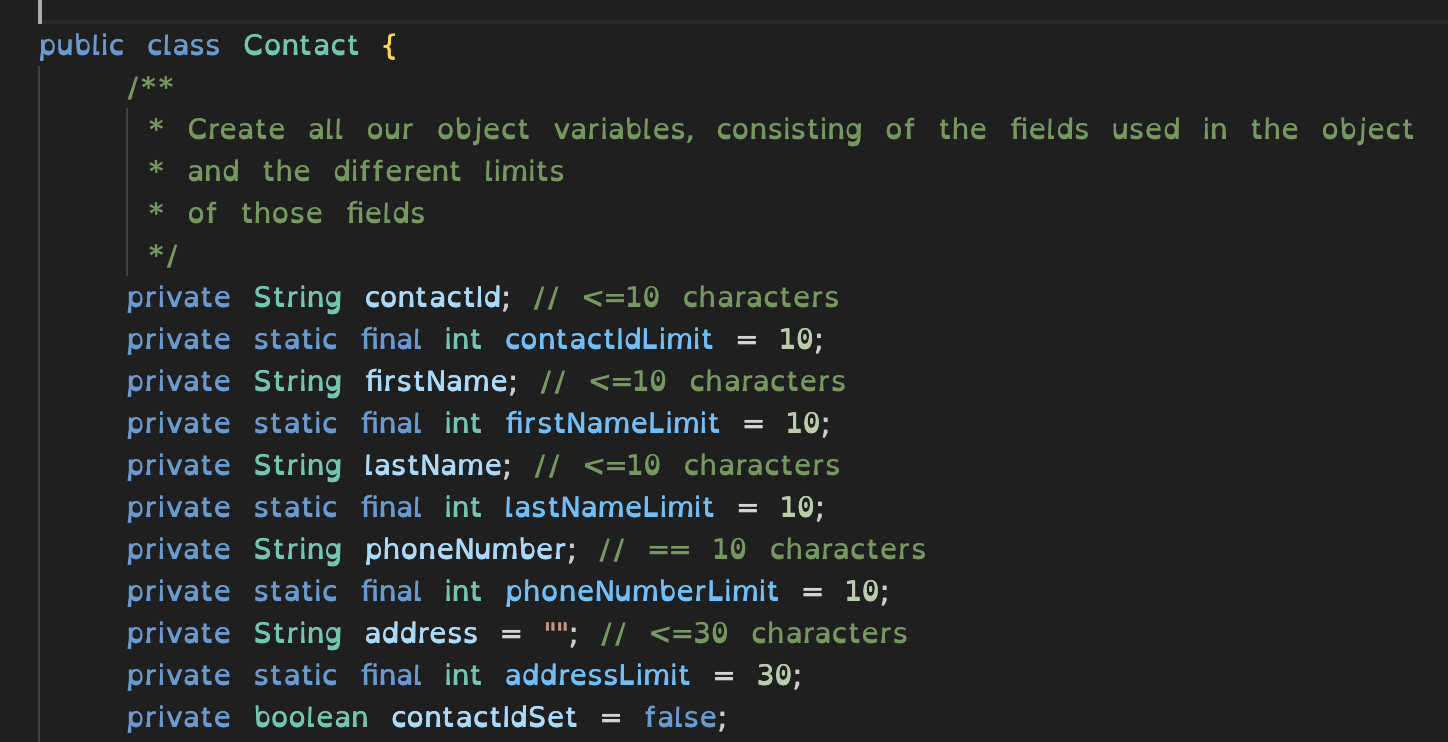 public class Contact {
/**
* Create all our object variables, consisting of the fields used in the object
* and the different limits
* of those fields
*/
private String contactId; // <=10 characters
private static final int contactIdLimit = 10;
private String firstName; // <=10 characters
private static final int firstNameLimit = 10;
private String lastName; // <=10 characters
private static final int lastNameLimit = 10;
private String phoneNumber; // == 10 characters
private static final int phoneNumberLimit = 10;
private String address = ""; // <=30 characters
private static final int addressLimit = 30;
private boolean contactIdSet = false;